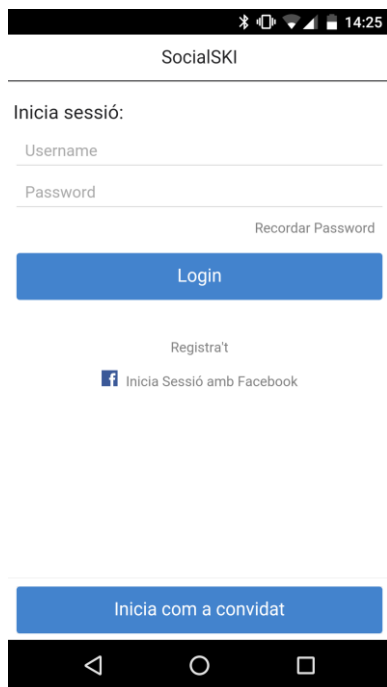 14:25
SocialSKI
Inicia sessió:
Username
Password
Recordar Password
Login
Registra't
f Inicia Sessió amb Facebook
Inicia com a convidat